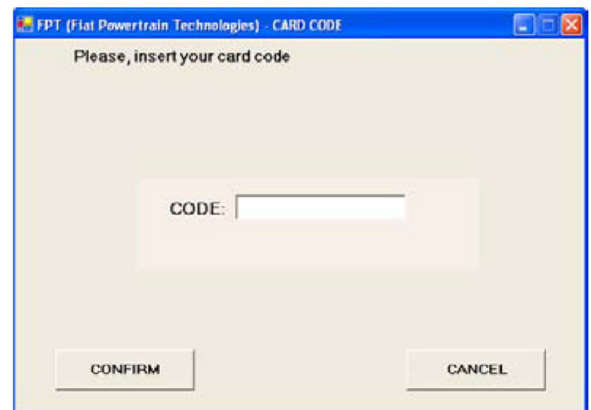 FPT (Fiat Powertrain Technologies) - CARD CODE
Please, insert your card code
CODE:
CONFIRM
CANCEL